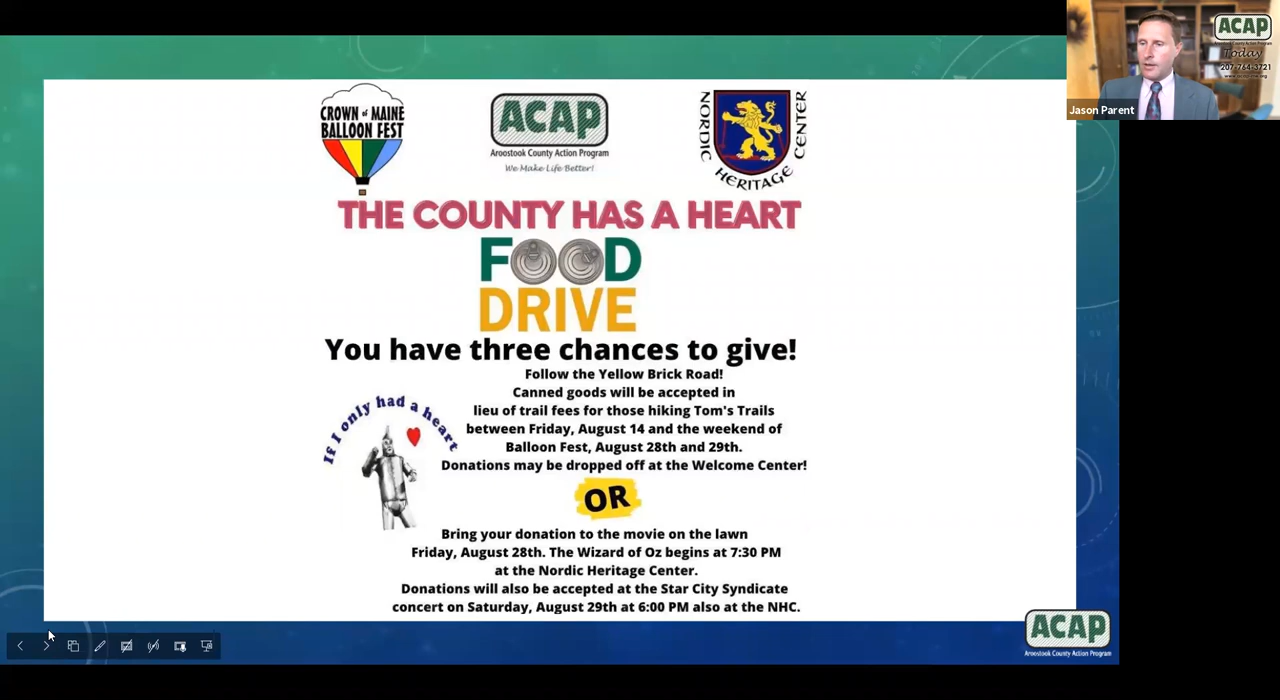 CROWN of MAINE
BALLOON FEST
ACAP
Aroostook County Action Program
We Make Life Better!
NORDIC HERITAGE CENTER
THE COUNTY HAS A HEART
FOOD
DRIVE
You have three chances to give!
Follow the Yellow Brick Road!
Canned goods will be accepted in
lieu of trail fees for those hiking Tom's Trails
between Friday, August 14 and the weekend of
Balloon Fest, August 28th and 29th.
Donations may be dropped off at the Welcome Center!
If I only had a heart
OR
Bring your donation to the movie on the lawn
Friday, August 28th. The Wizard of Oz begins at 7:30 PM
at the Nordic Heritage Center.
Donations will also be accepted at the Star City Syndicate
concert on Saturday, August 29th at 6:00 PM also at the NHC.
ACAP
Aroostook County Action Program
ACAP
Aroostook County Action Program
Today
207-764-3721
Jason Parent